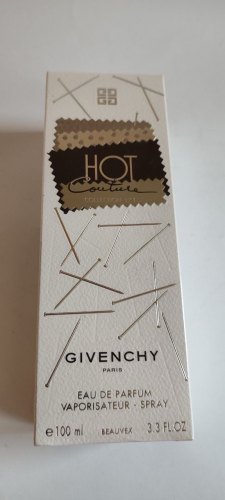 HOT
Couture
GIVENCHY
PARIS
EAU DE PARFUM
VAPORISATEUR - SPRAY
e 100 ml BEAUVEX 3.3 FL.OZ